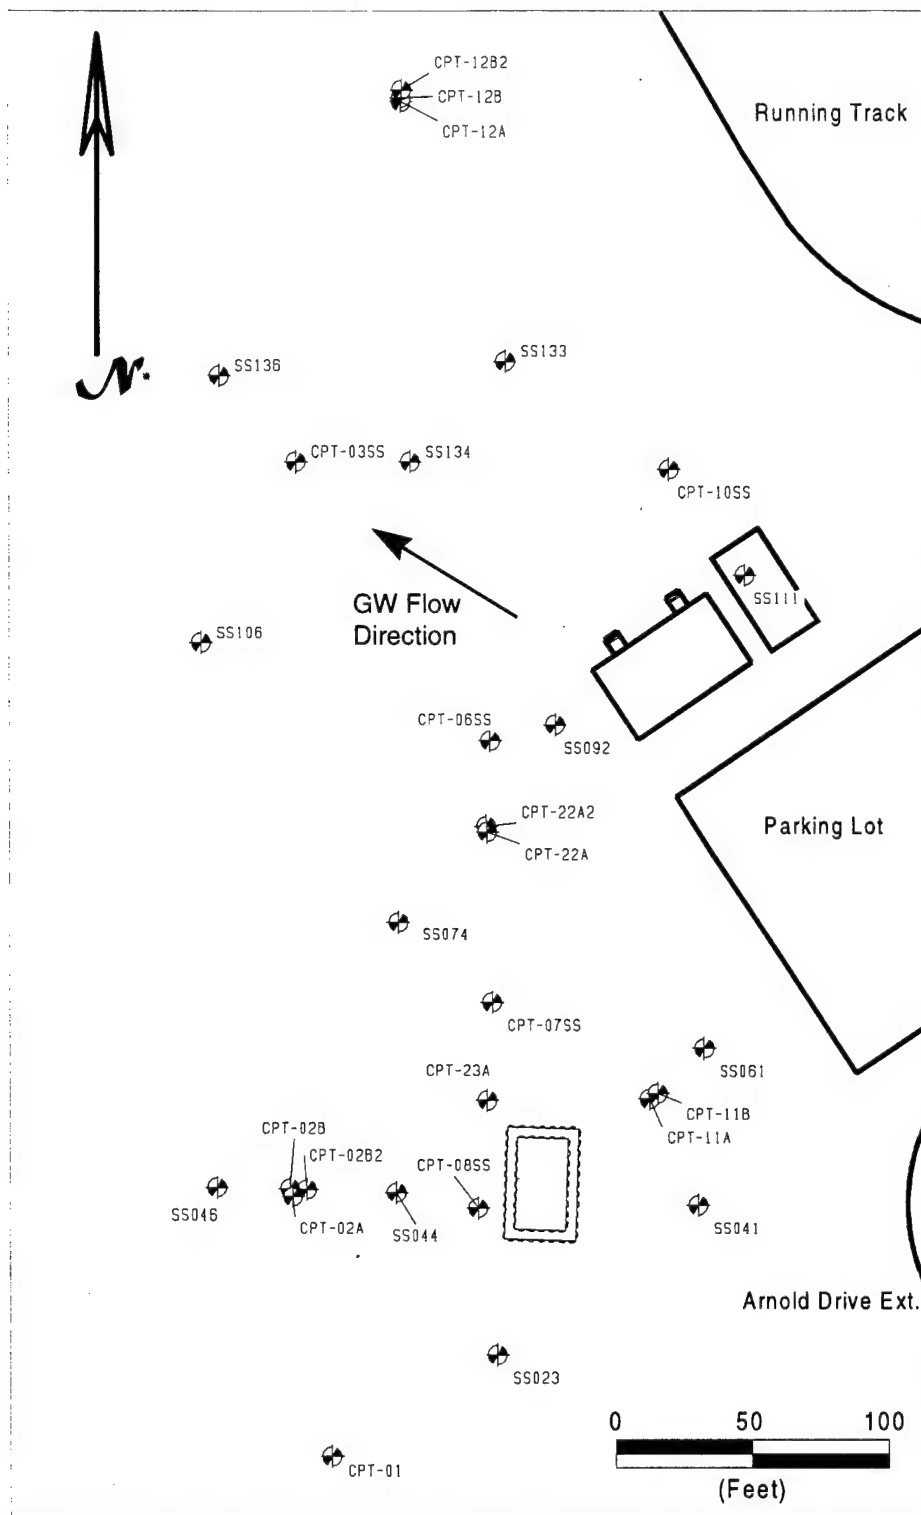 CPT-12B2
CPT-12B
CPT-12A
Running Track
N
SS136
SS133
CPT-03SS
SS134
CPT-10SS
SS111
GW Flow
Direction
SS106
CPT-06SS
SS092
CPT-22A2
CPT-22A
Parking Lot
SS074
CPT-07SS
SS061
CPT-23A
CPT-11B
CPT-11A
CPT-02B
CPT-02B2
CPT-08SS
SS046
CPT-02A
SS044
SS041
Arnold Drive Ext.
SS023
0 50 100
(Feet)
CPT-01